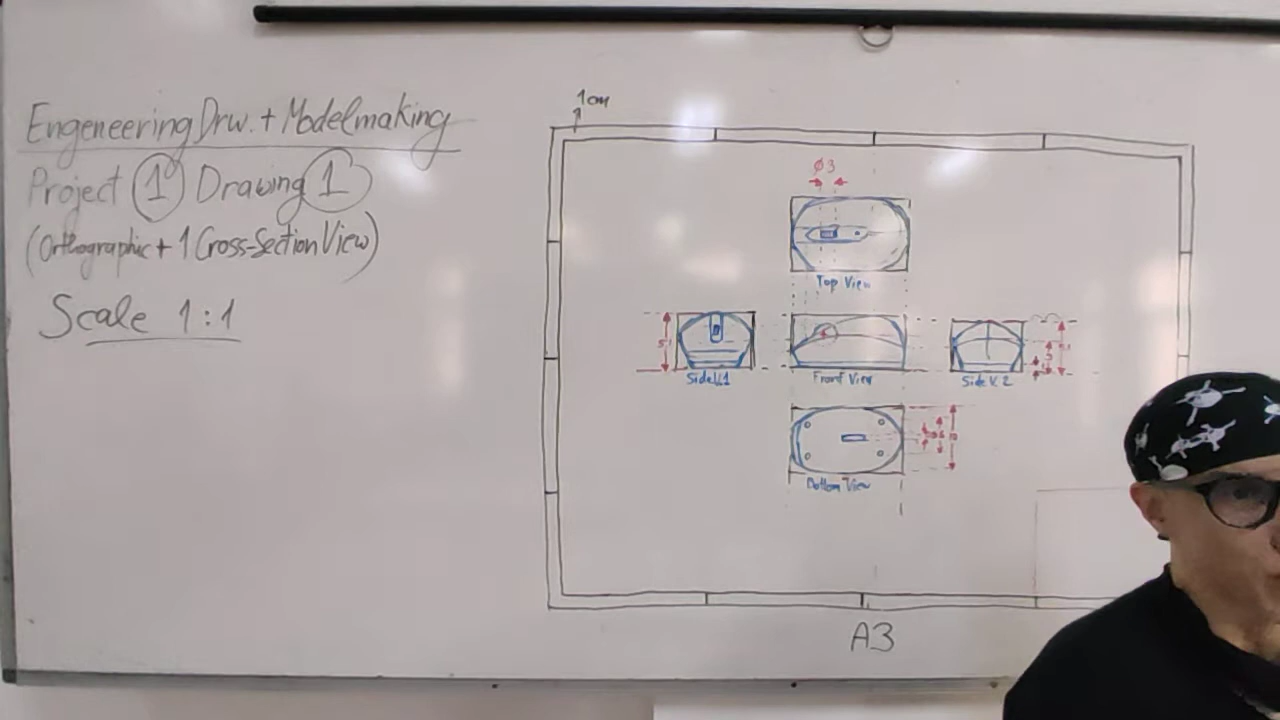 Engeneering Drw. + Modelmaking
Project 1 Drawing 1
(Orthographic + 1 Cross-Section View)
Scale 1:1
1cm
Ø3
Top View
Side V.1
Front View
Side V. 2
Bottom View
A3